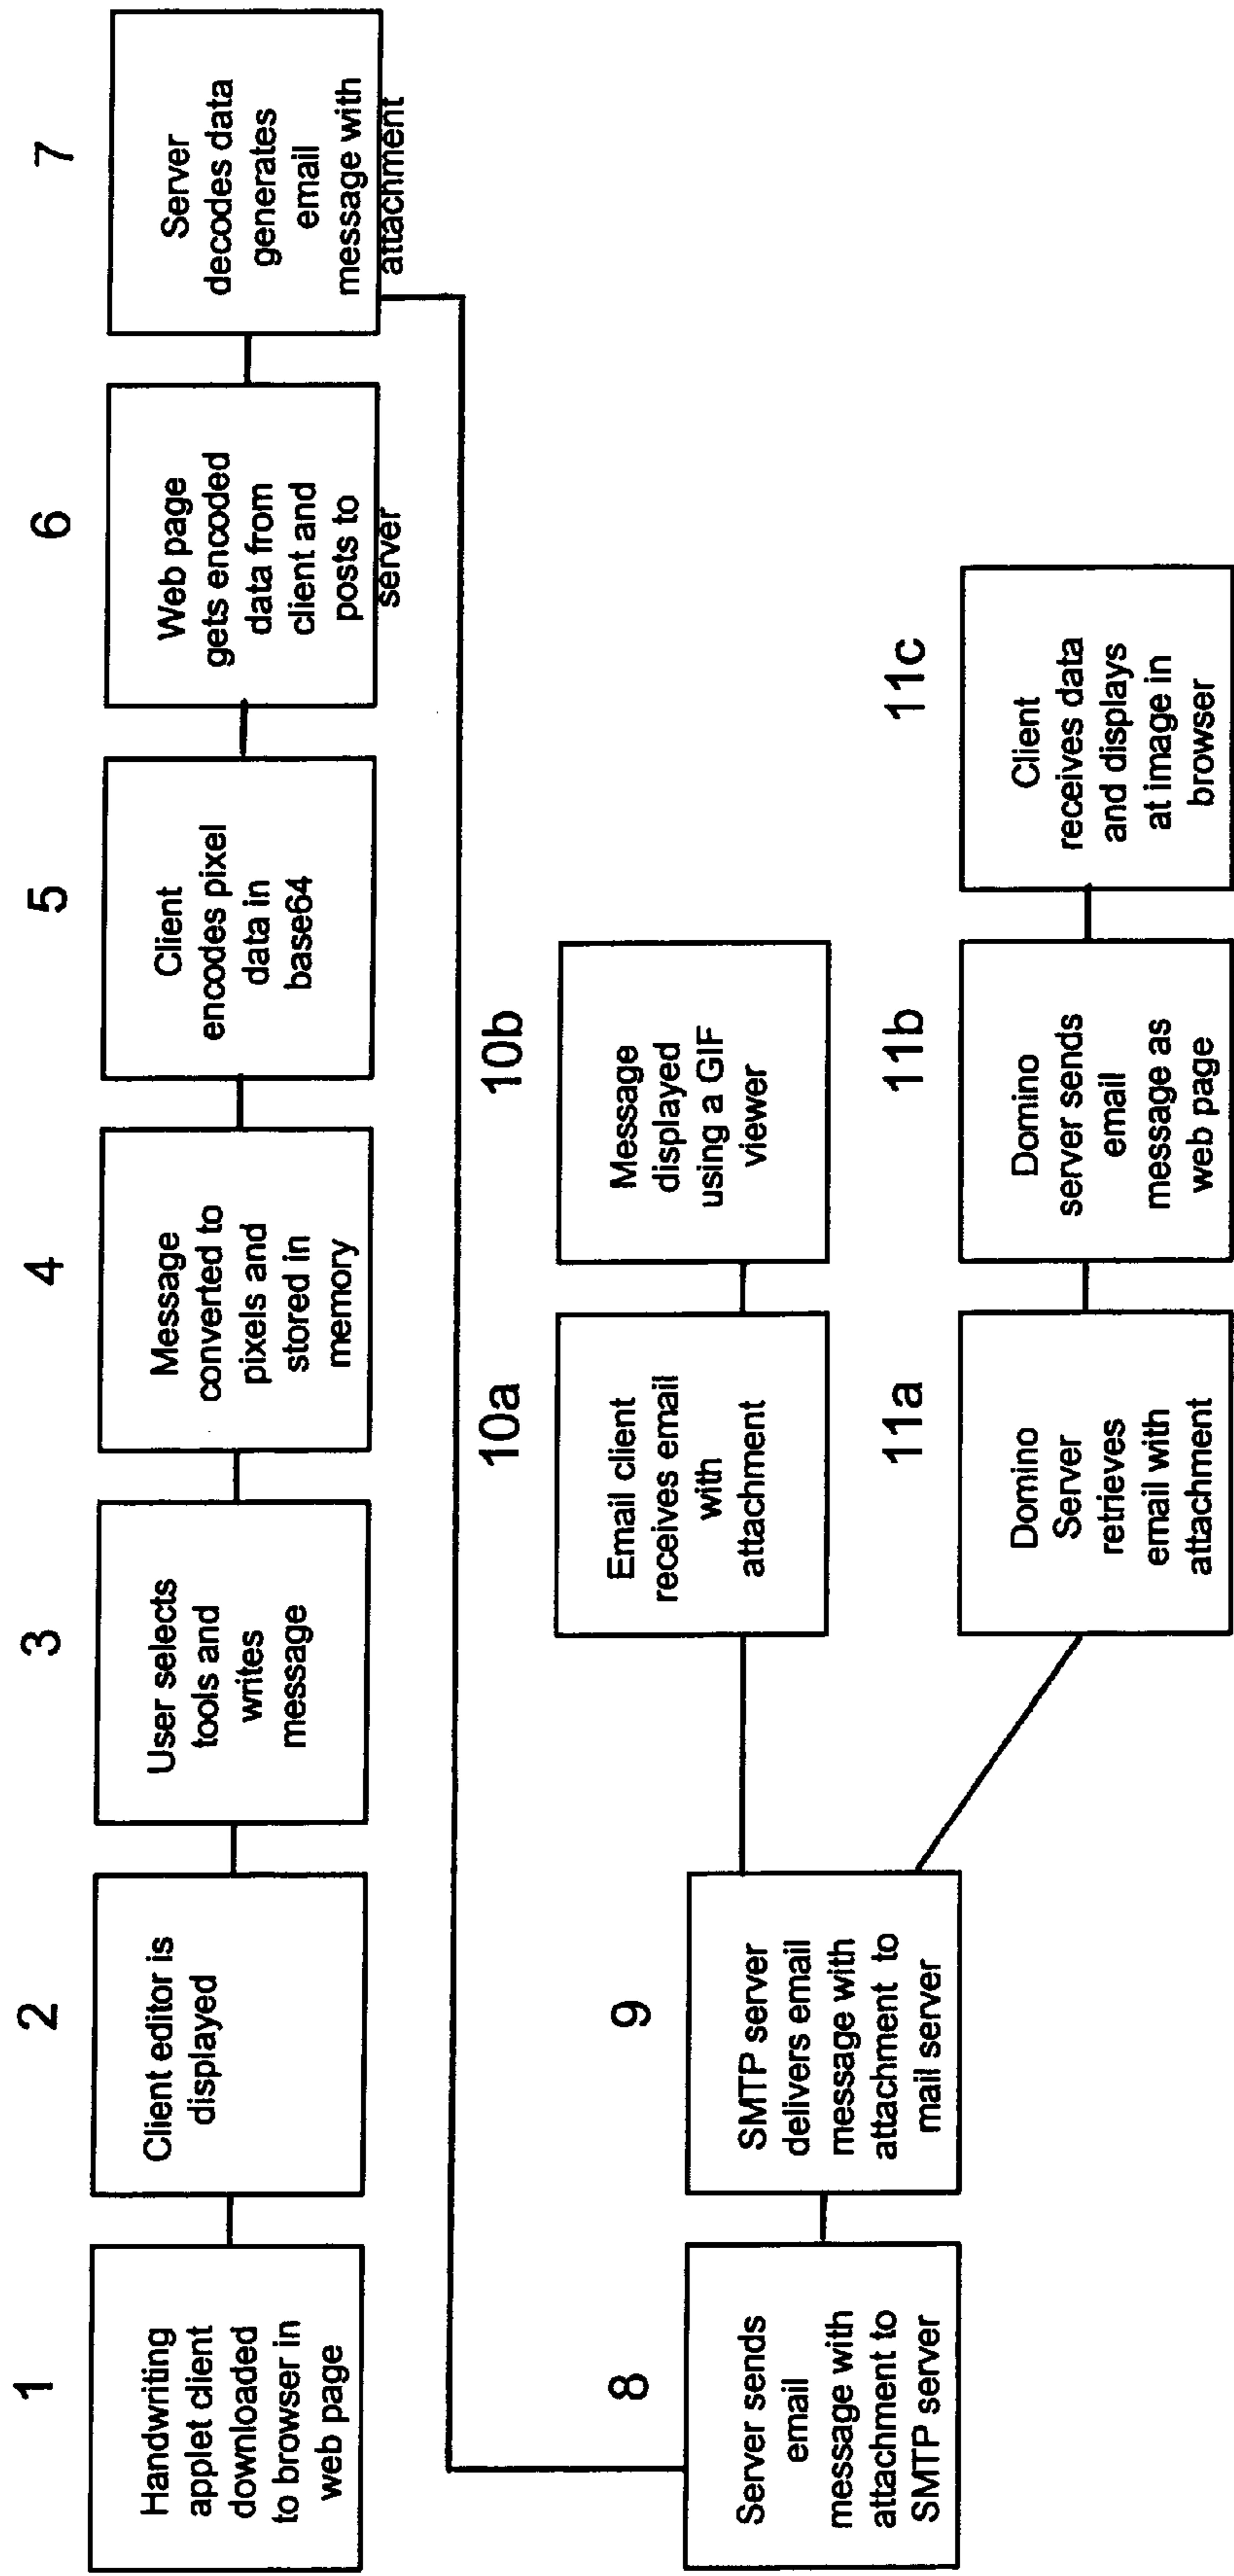 1
Handwriting
applet client
downloaded
to browser in
web page
2
Client editor is
displayed
3
User selects
tools and
writes
message
4
Message
converted to
pixels and
stored in
memory
5
Client
encodes pixel
data in
base64
6
Web page
gets encoded
data from
client and
posts to
server
7
Server
decodes data
generates
email
message with
attachment
8
Server sends
email
message with
attachment to
SMTP server
9
SMTP server
delivers email
message with
attachment to
mail server
10a
Email client
receives email
with
attachment
10b
Message
displayed
using a GIF
viewer
11a
Domino
Server
retrieves
email with
attachment
11b
Domino
server sends
email
message as
web page
11c
Client
receives data
and displays
at image in
browser